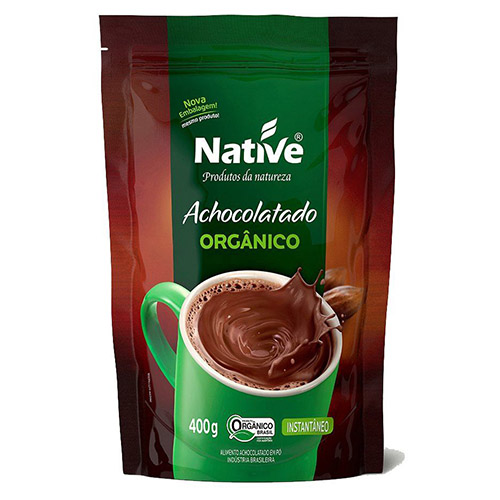 Nova
Embalagem!
mesmo produto!
Native®
Produtos da natureza
Achocolatado
ORGÂNICO
400g
ORGÂNICO
BRASIL
INSTANTÂNEO
ALIMENTO ACHOCOLATADO EM PÓ
INDÚSTRIA BRASILEIRA